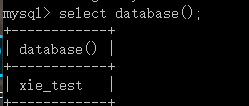 mysql> select database();
+------------+
| database() |
+------------+
| xie_test   |
+------------+